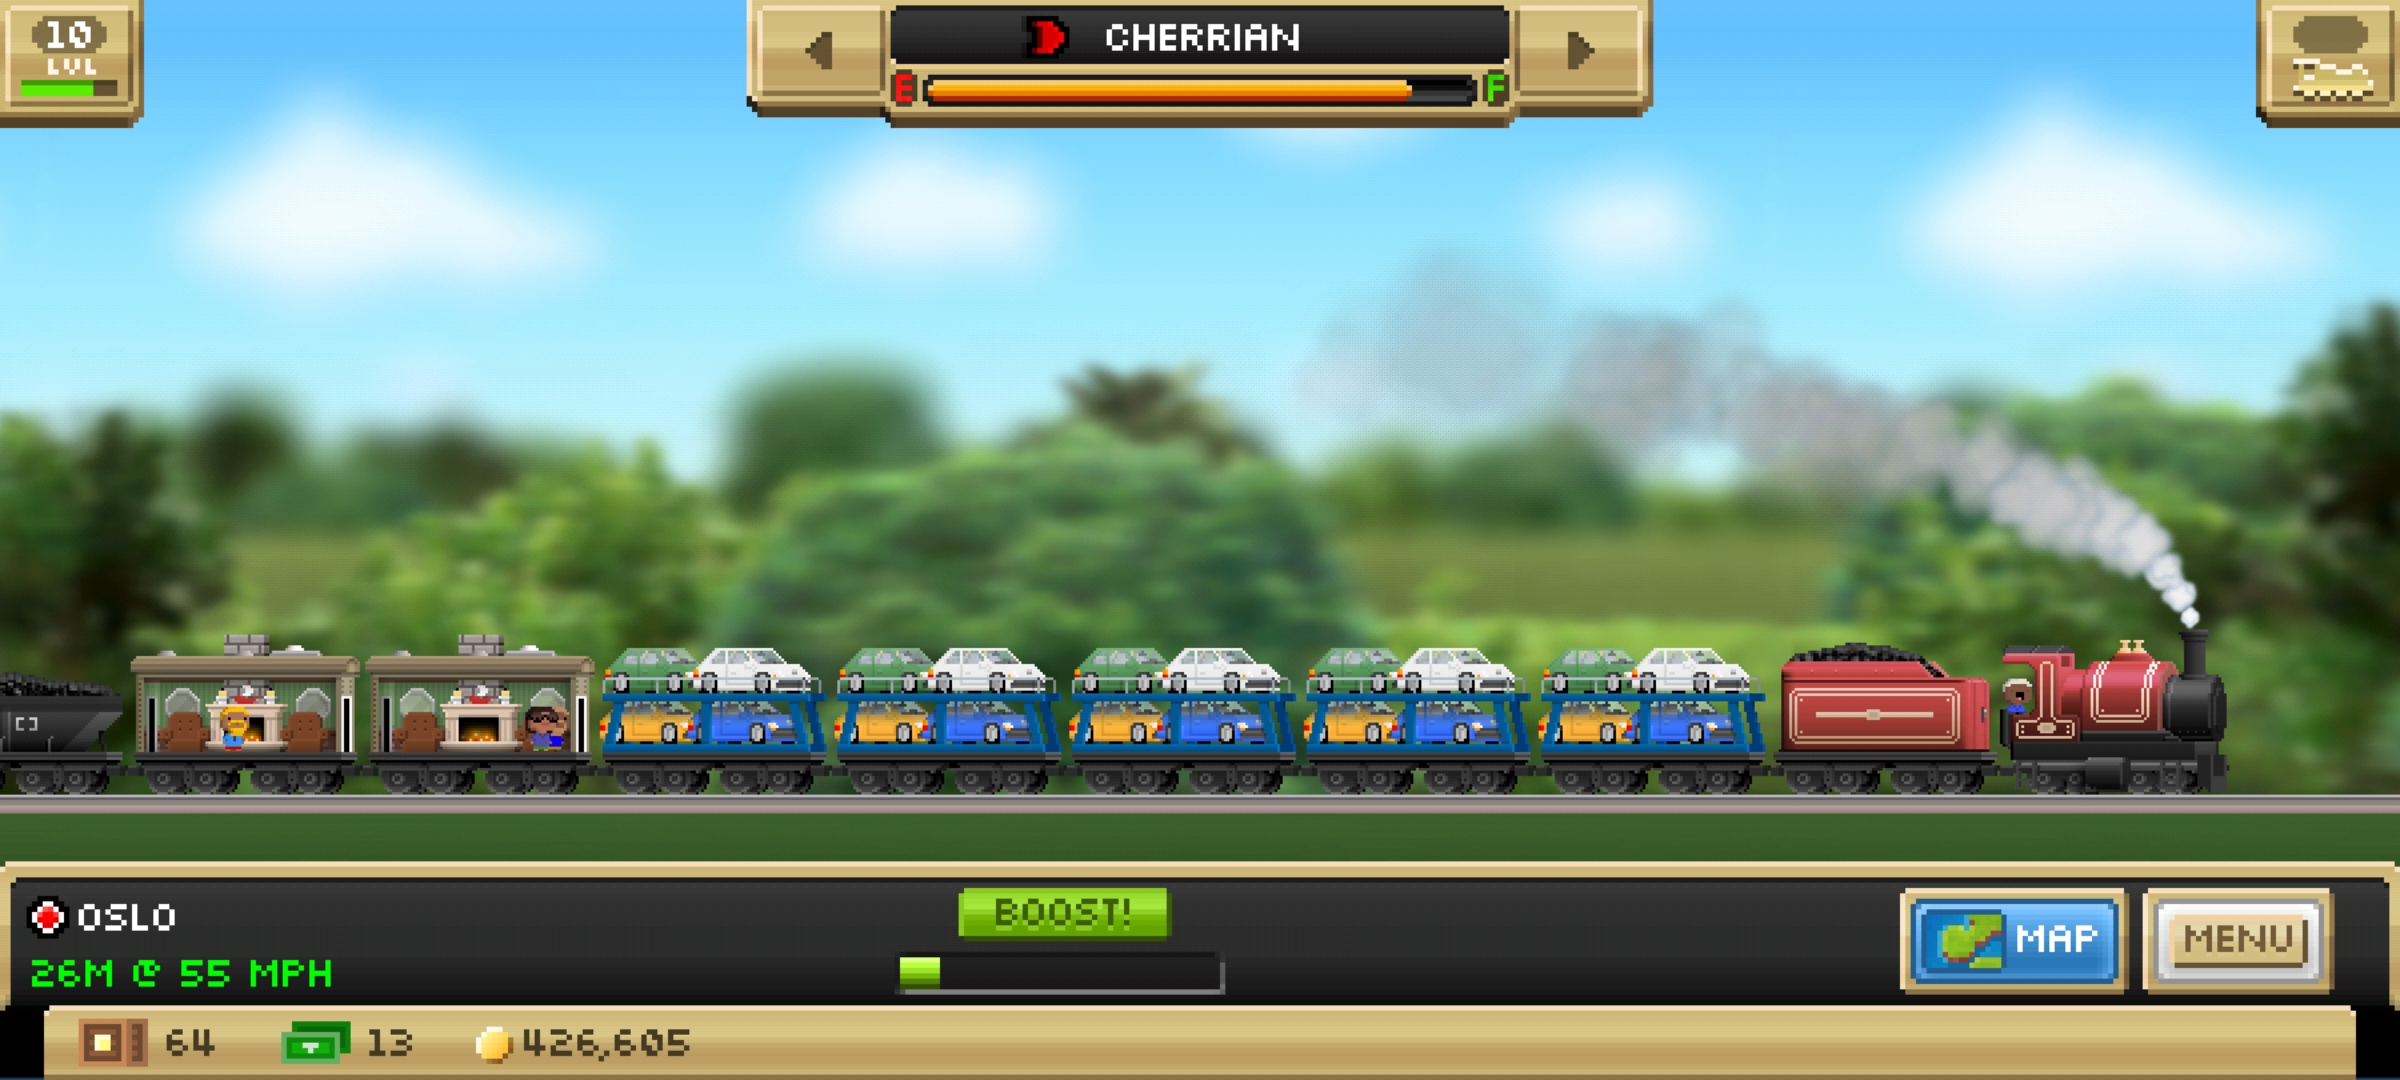 10
LVL
CHERRIAN
E F
OSLO
BOOST!
26M @ 55 MPH
MAP
MENU
64 13 426,605